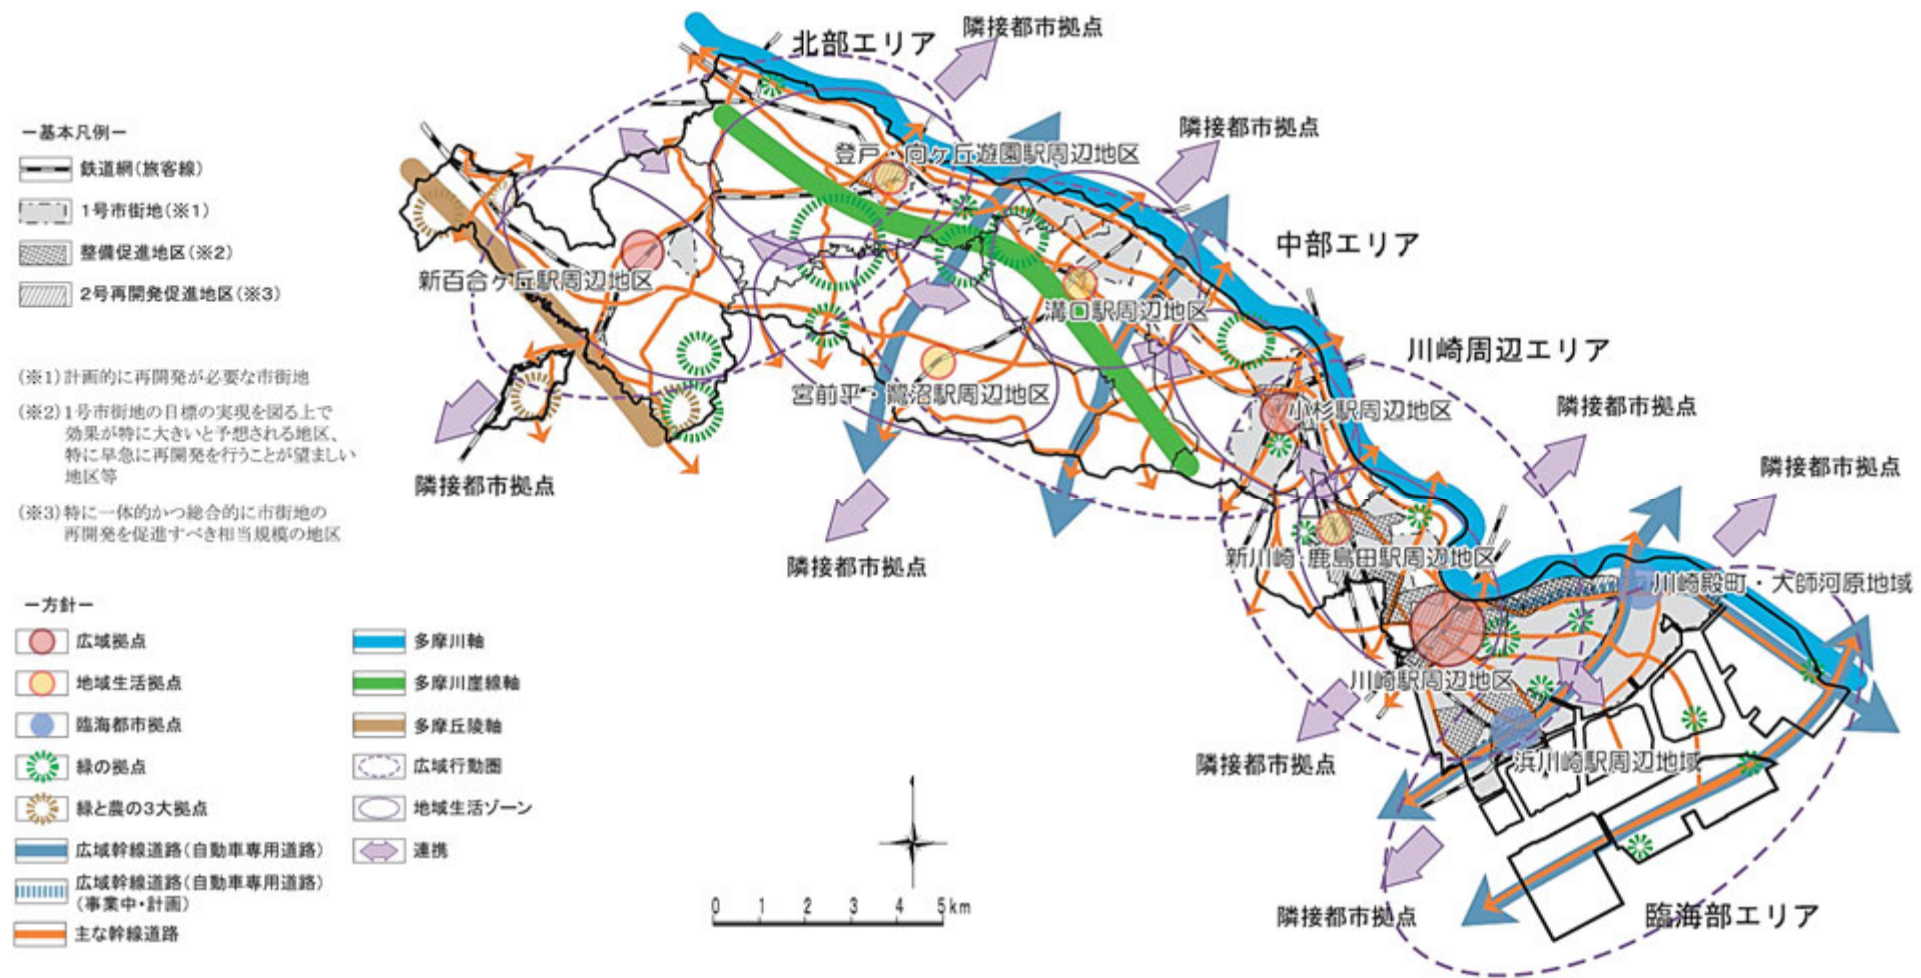 北部エリア
隣接都市拠点
隣接都市拠点
登戸・向ヶ丘遊園駅周辺地区
中部エリア
新百合ヶ丘駅周辺地区
溝口駅周辺地区
川崎周辺エリア
宮前平・鷺沼駅周辺地区
小杉駅周辺地区
隣接都市拠点
隣接都市拠点
隣接都市拠点
隣接都市拠点
新川崎・鹿島田駅周辺地区
川崎殿町・大師河原地域
川崎駅周辺地区
隣接都市拠点
浜川崎駅周辺地域
隣接都市拠点
臨海部エリア
ー基本凡例ー
鉄道網(旅客線)
1号市街地(※1)
整備促進地区(※2)
2号再開発促進地区(※3)
(※1)計画的に再開発が必要な市街地
(※2)1号市街地の目標の実現を図る上で
効果が特に大きいと予想される地区、
特に早急に再開発を行うことが望ましい
地区等
(※3)特に一体的かつ総合的に市街地の
再開発を促進すべき相当規模の地区
ー方針ー
広域拠点
地域生活拠点
臨海都市拠点
緑の拠点
緑と農の3大拠点
広域幹線道路(自動車専用道路)
広域幹線道路(自動車専用道路)
(事業中・計画)
主な幹線道路
多摩川軸
多摩川崖線軸
多摩丘陵軸
広域行動圏
地域生活ゾーン
連携
0 1 2 3 4 5km